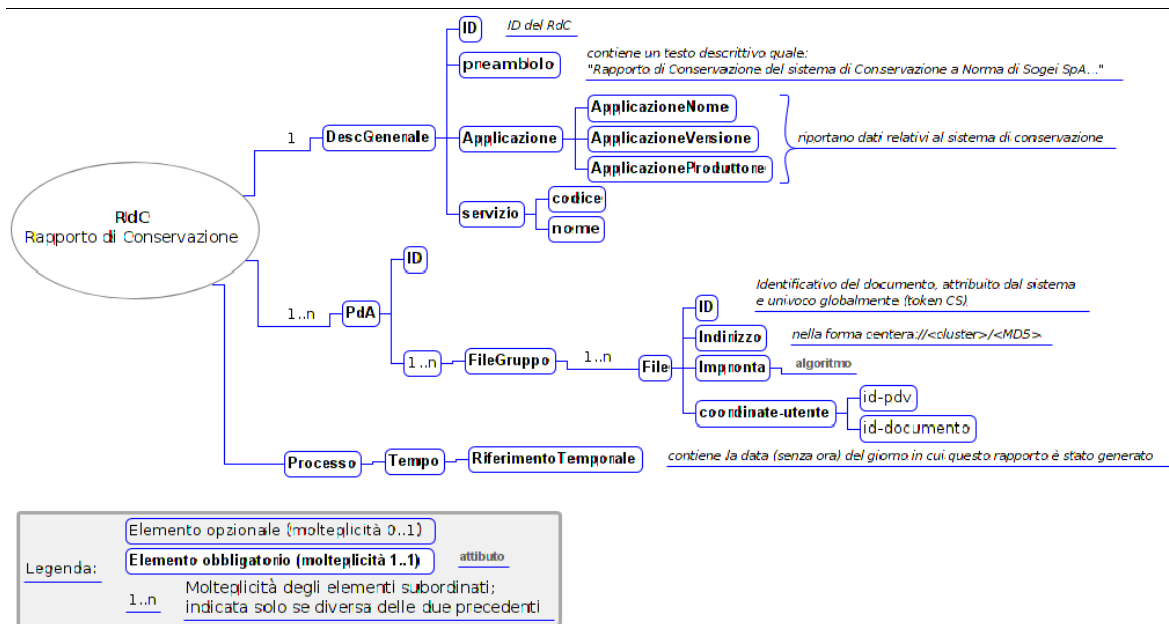 ID
ID del RdC
preambolo
contiene un testo descrittivo quale:
"Rapporto di Conservazione del sistema di Conservazione a Norma di Sogei SpA..."
1
DescGenerale
Applicazione
ApplicazioneNome
ApplicazioneVersione
ApplicazioneProduttore
riportano dati relativi al sistema di conservazione
servizio
codice
nome
RdC
Rapporto di Conservazione
1..n
PdA
ID
1..n
FileGruppo
1..n
File
ID
Identificativo del documento, attribuito dal sistema
e univoco globalmente (token CS)
Indirizzo
nella forma centera://<cluster>/<MD5>
Impronta
algoritmo
coordinate-utente
id-pdv
id-documento
Processo
Tempo
RiferimentoTemporale
contiene la data (senza ora) del giorno in cui questo rapporto è stato generato
Legenda:
Elemento opzionale (molteplicità 0..1)
Elemento obbligatorio (molteplicità 1..1)
attibuto
1..n
Molteplicità degli elementi subordinati;
indicata solo se diversa delle due precedenti